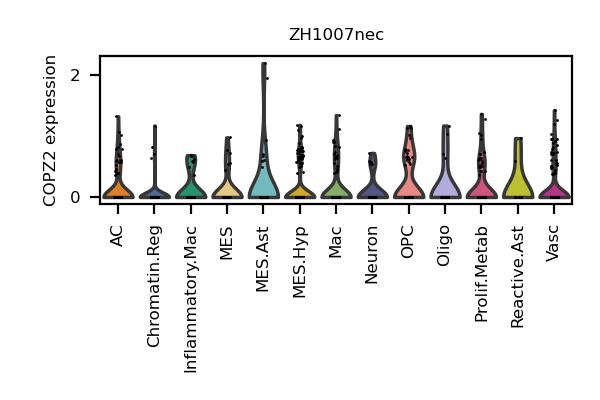 ZH1007nec
COPZ2 expression
2
0
AC
Chromatin.Reg
Inflammatory.Mac
MES
MES.Ast
MES.Hyp
Mac
Neuron
OPC
Oligo
Prolif.Metab
Reactive.Ast
Vasc